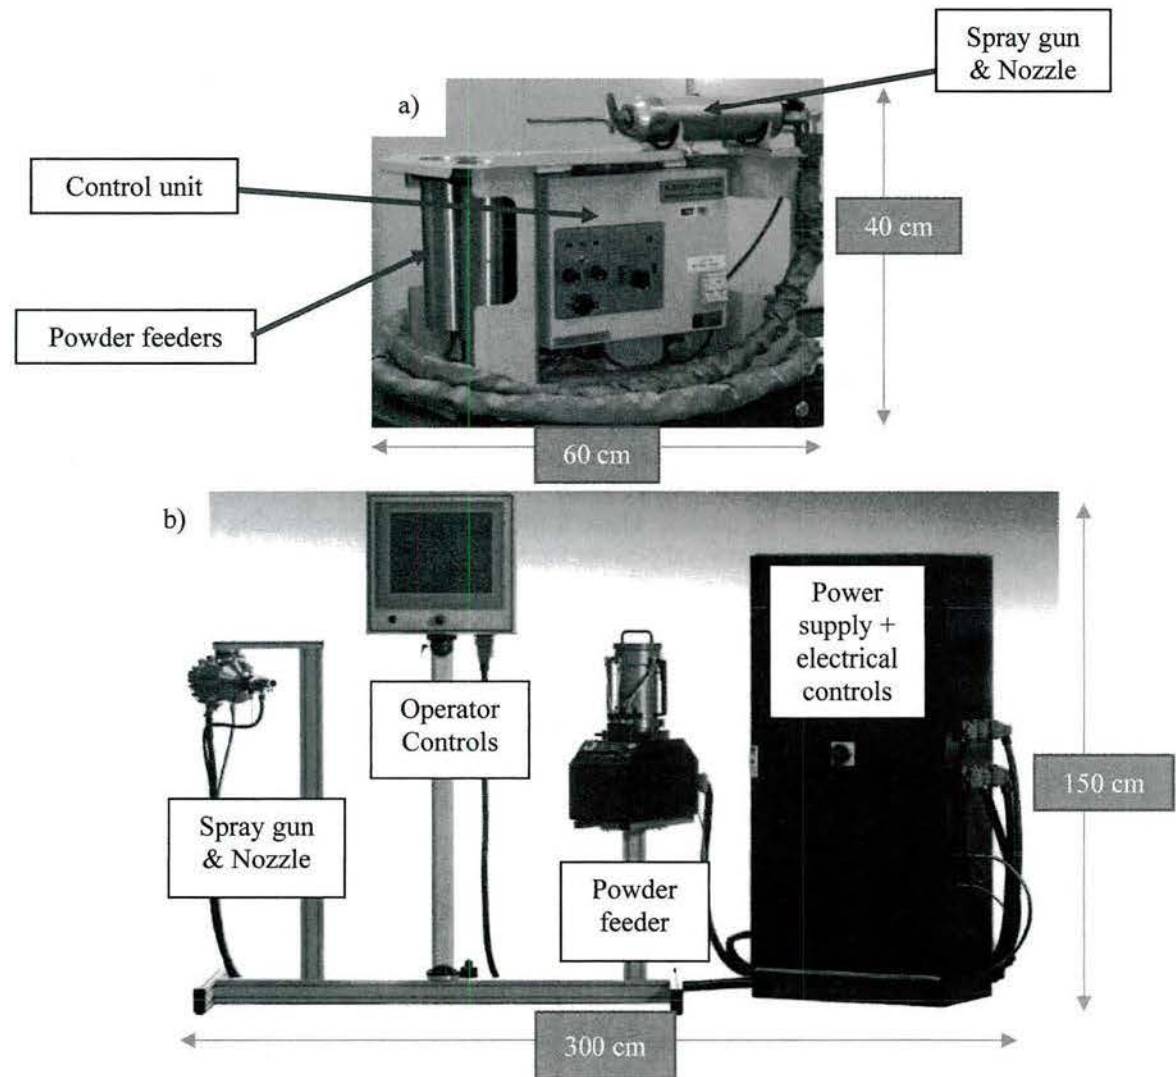 Spray gun
& Nozzle
a)
Control unit
40 cm
Powder feeders
60 cm
b)
Power
supply +
electrical
controls
Operator
Controls
150 cm
Spray gun
& Nozzle
Powder
feeder
300 cm